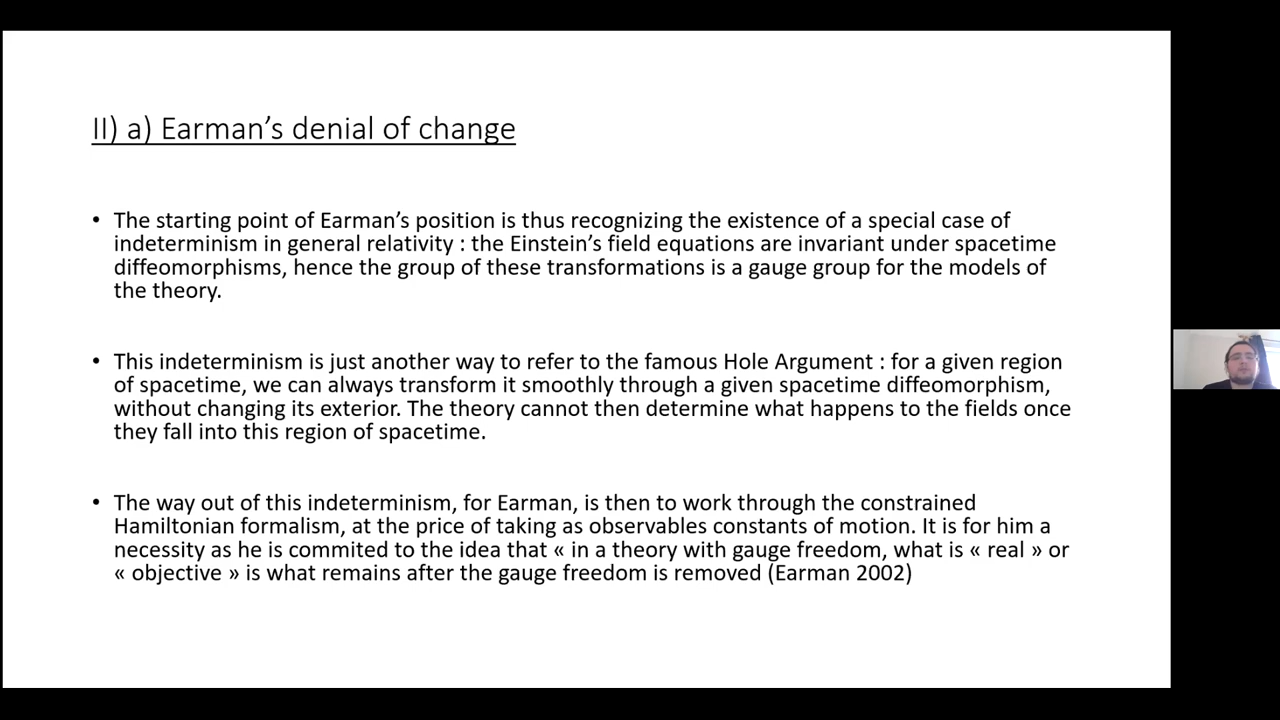 II) a) Earman’s denial of change
• The starting point of Earman’s position is thus recognizing the existence of a special case of
indeterminism in general relativity : the Einstein’s field equations are invariant under spacetime
diffeomorphisms, hence the group of these transformations is a gauge group for the models of
the theory.
• This indeterminism is just another way to refer to the famous Hole Argument : for a given region
of spacetime, we can always transform it smoothly through a given spacetime diffeomorphism,
without changing its exterior. The theory cannot then determine what happens to the fields once
they fall into this region of spacetime.
• The way out of this indeterminism, for Earman, is then to work through the constrained
Hamiltonian formalism, at the price of taking as observables constants of motion. It is for him a
necessity as he is commited to the idea that « in a theory with gauge freedom, what is « real » or
« objective » is what remains after the gauge freedom is removed (Earman 2002)